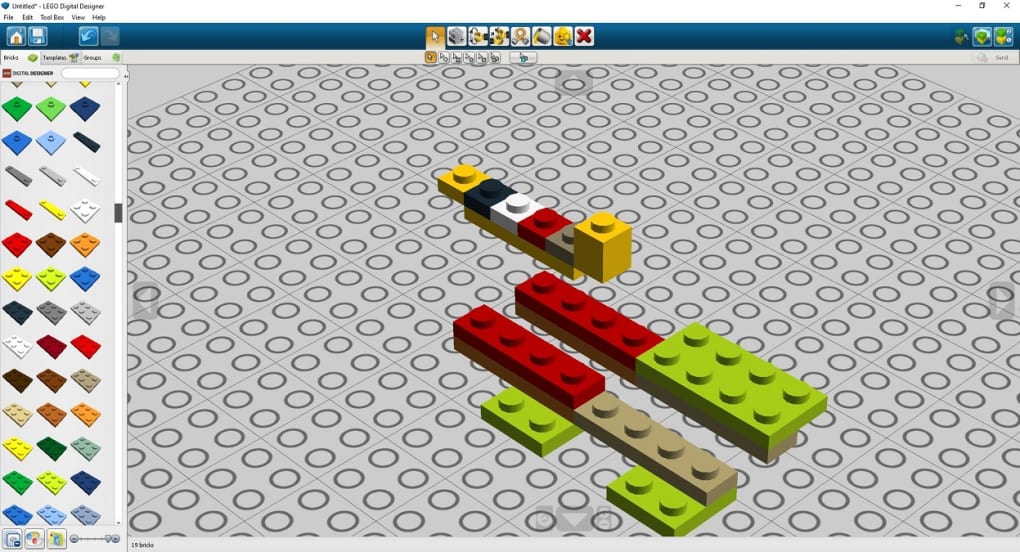 Untitled* - LEGO Digital Designer
File Edit Tool Box View Help
Bricks Templates Groups
Send
DIGITAL DESIGNER
19 bricks